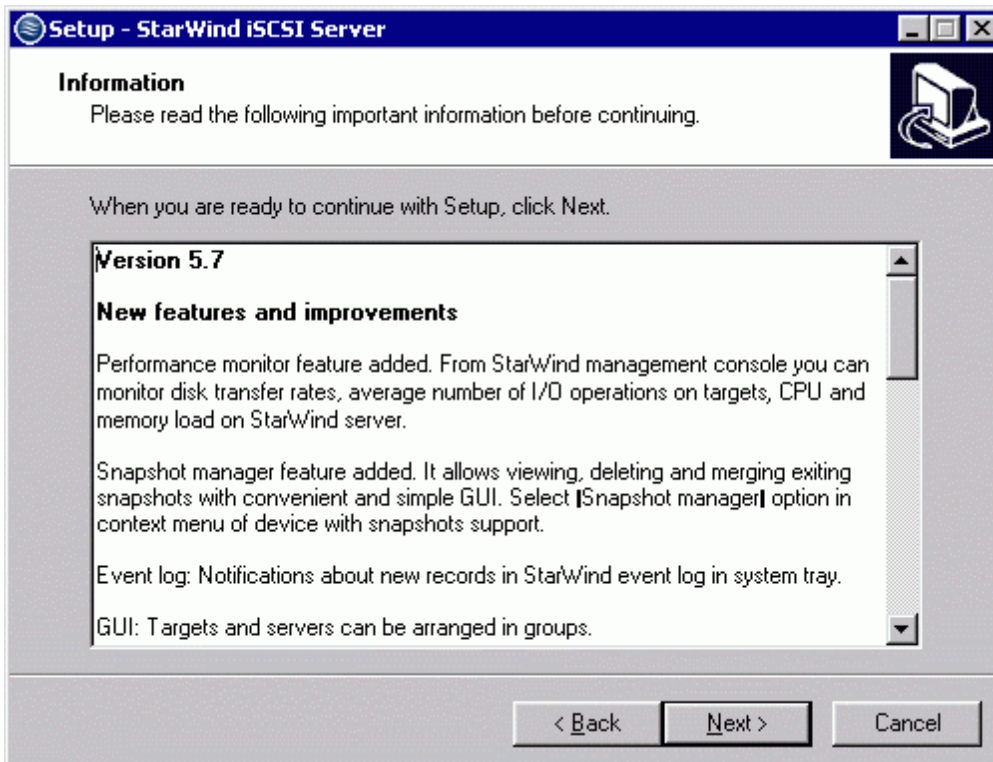 Setup - StarWind iSCSI Server
Information
Please read the following important information before continuing.
When you are ready to continue with Setup, click Next.
Version 5.7
New features and improvements
Performance monitor feature added. From StarWind management console you can
monitor disk transfer rates, average number of I/O operations on targets, CPU and
memory load on StarWind server.
Snapshot manager feature added. It allows viewing, deleting and merging exiting
snapshots with convenient and simple GUI. Select |Snapshot manager| option in
context menu of device with snapshots support.
Event log: Notifications about new records in StarWind event log in system tray.
GUI: Targets and servers can be arranged in groups.
< Back
Next >
Cancel